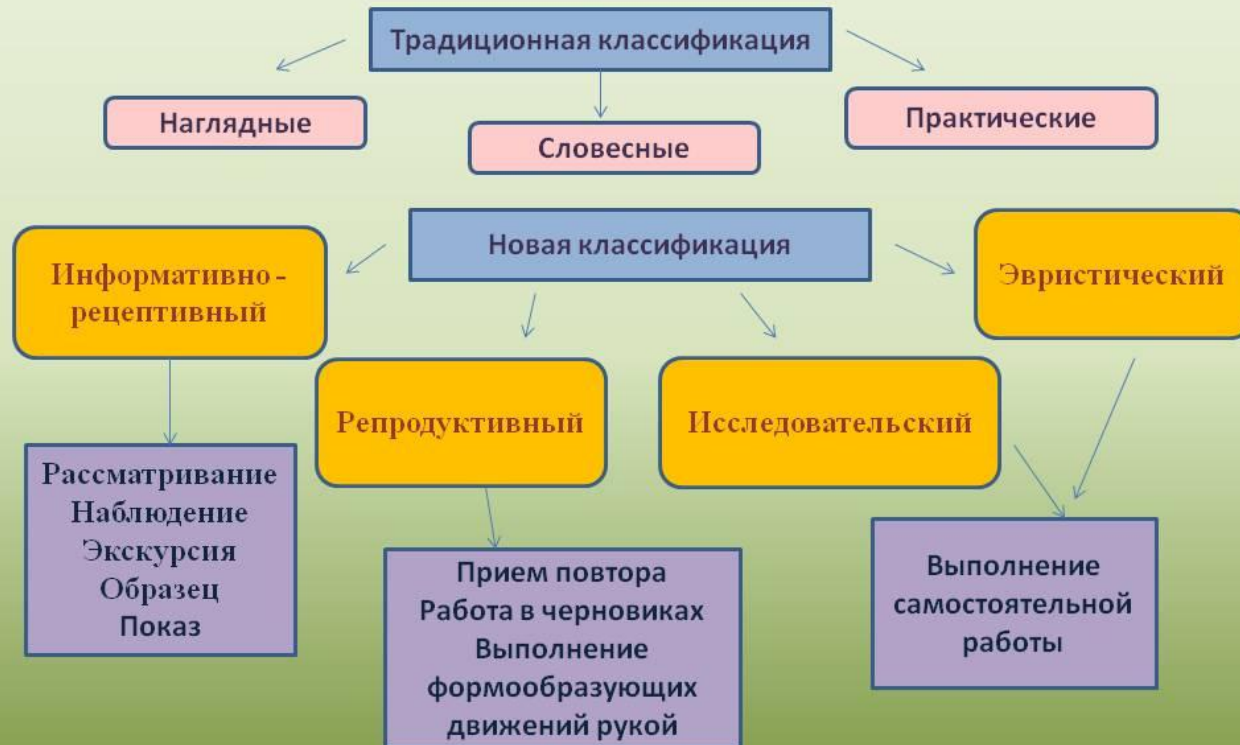 Традиционная классификация
Наглядные
Словесные
Практические
Новая классификация
Информативно -
рецептивный
Эвристический
Репродуктивный
Исследовательский
Рассматривание
Наблюдение
Экскурсия
Образец
Показ
Прием повтора
Работа в черновиках
Выполнение
формообразующих
движений рукой
Выполнение
самостоятельной
работы